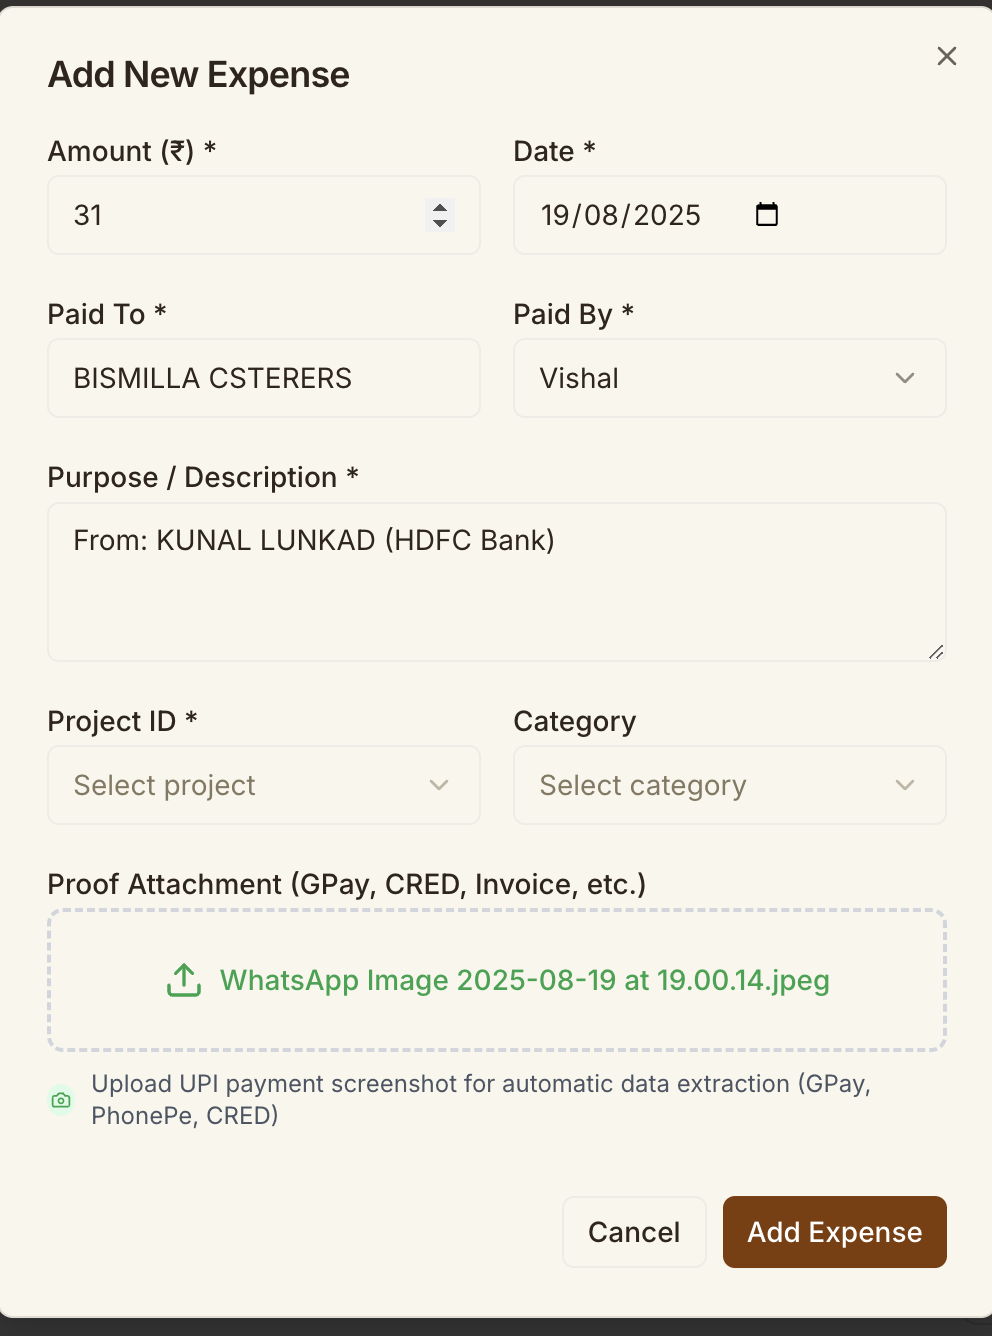 Add New Expense
Amount (₹) *
Date *
31
19/08/2025
Paid To *
Paid By *
BISMILLA CSTERERS
Vishal
Purpose / Description *
From: KUNAL LUNKAD (HDFC Bank)
Project ID *
Category
Select project
Select category
Proof Attachment (GPay, CRED, Invoice, etc.)
WhatsApp Image 2025-08-19 at 19.00.14.jpeg
Upload UPI payment screenshot for automatic data extraction (GPay,
PhonePe, CRED)
Cancel
Add Expense